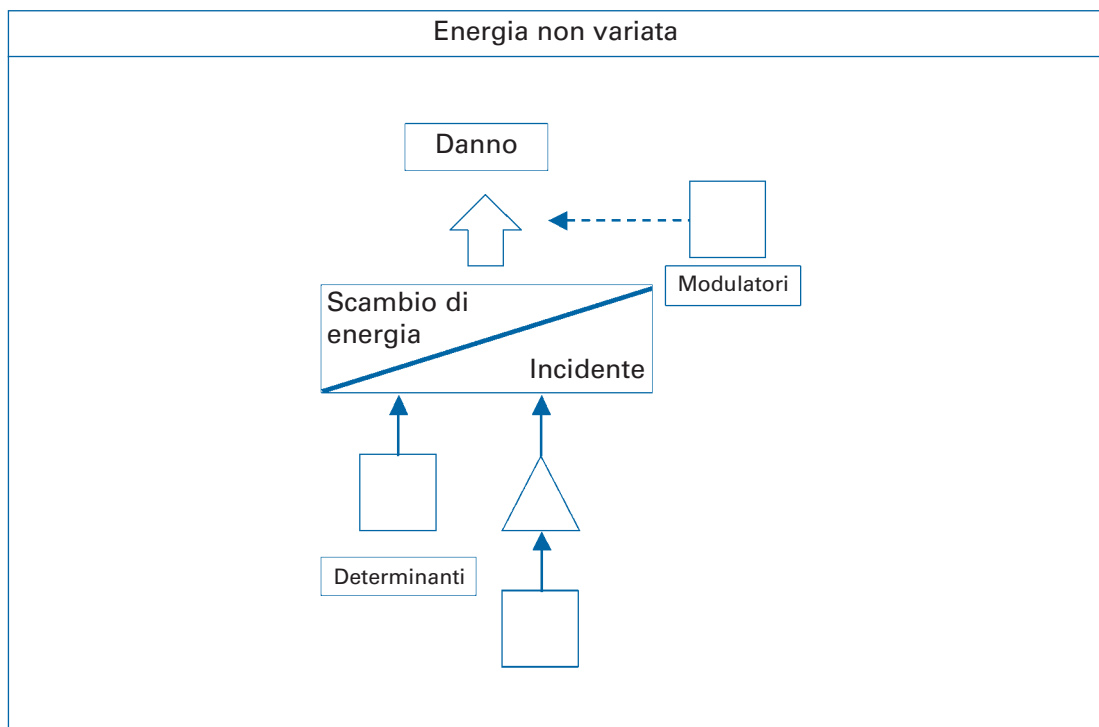 Energia non variata
Danno
Modulatori
Scambio di
energia
Incidente
Determinanti